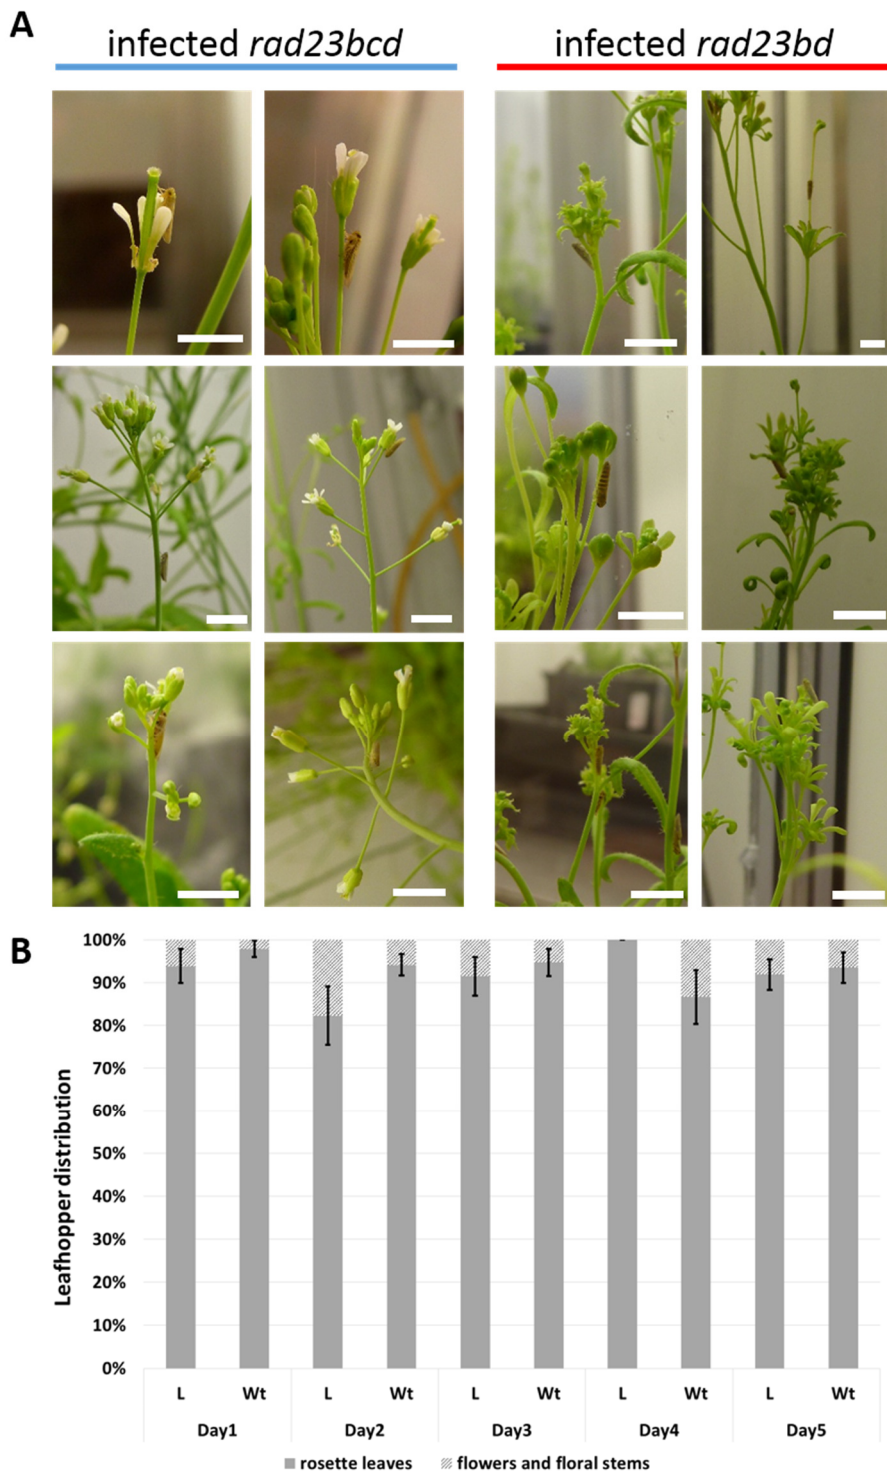 A
infected rad23bcd
infected rad23bd
B
Leafhopper distribution
100%
90%
80%
70%
60%
50%
40%
30%
20%
10%
0%
L Wt L Wt L Wt L Wt L Wt
Day1 Day2 Day3 Day4 Day5
rosette leaves flowers and floral stems